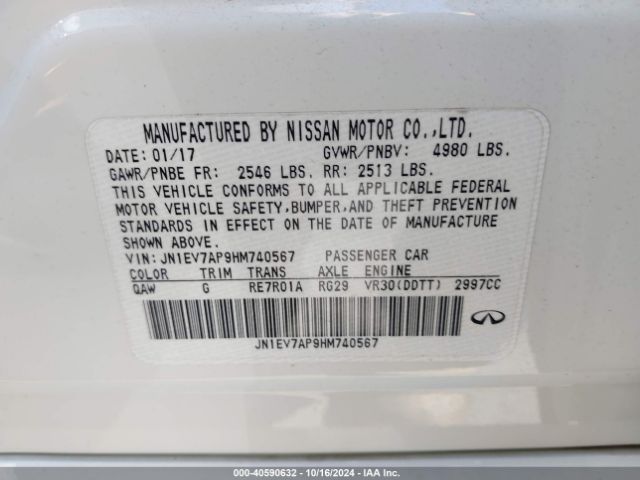 MANUFACTURED BY NISSAN MOTOR CO.,LTD.
DATE: 01/17 GVWR/PNBV: 4980 LBS.
GAWR/PNBE FR: 2546 LBS. RR: 2513 LBS.
THIS VEHICLE CONFORMS TO ALL APPLICABLE FEDERAL
MOTOR VEHICLE SAFETY,BUMPER,AND THEFT PREVENTION
STANDARDS IN EFFECT ON THE DATE OF MANUFACTURE
SHOWN ABOVE.
VIN: JN1EV7AP9HM740567 PASSENGER CAR
COLOR TRIM TRANS AXLE ENGINE
QAW G RE7R01A RG29 VR30(DDTT) 2997CC
JN1EV7AP9HM740567
000-40590632 - 10/16/2024 - IAA Inc.